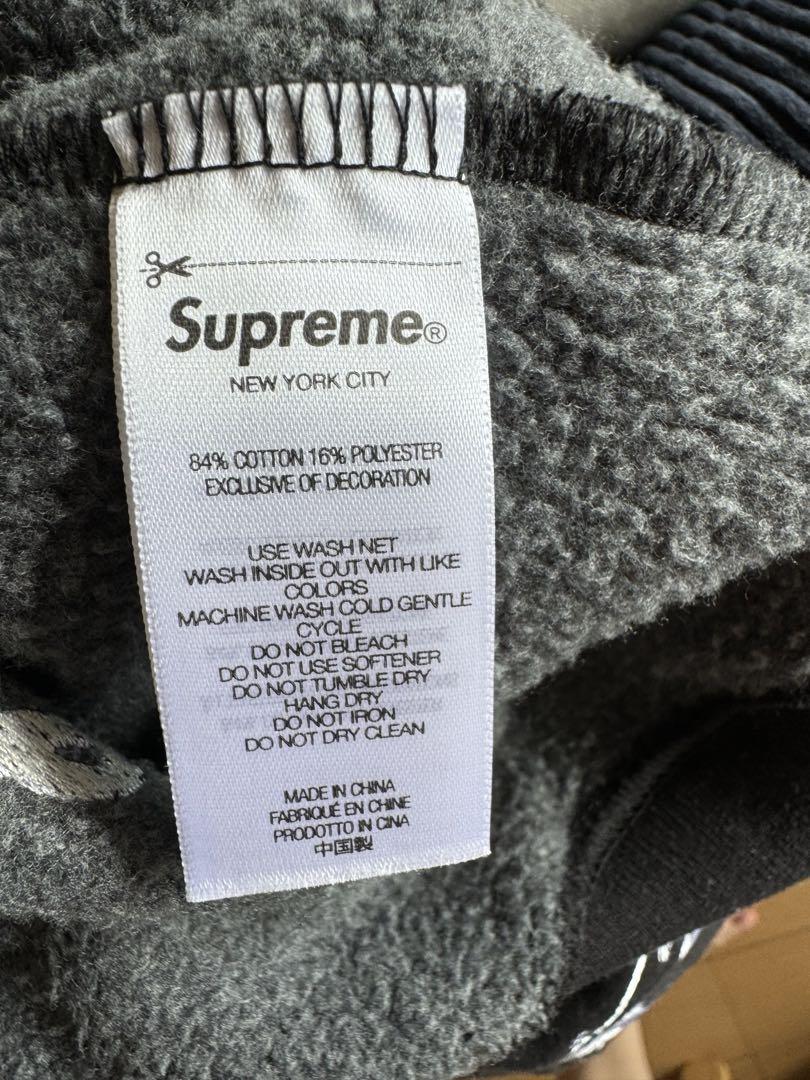 Supreme®
NEW YORK CITY
84% COTTON 16% POLYESTER
EXCLUSIVE OF DECORATION
USE WASH NET
WASH INSIDE OUT WITH LIKE
COLORS
MACHINE WASH COLD GENTLE
CYCLE
DO NOT BLEACH
DO NOT USE SOFTENER
DO NOT TUMBLE DRY
HANG DRY
DO NOT IRON
DO NOT DRY CLEAN
MADE IN CHINA
FABRIQUÉ EN CHINE
PRODOTTO IN CINA
中国製